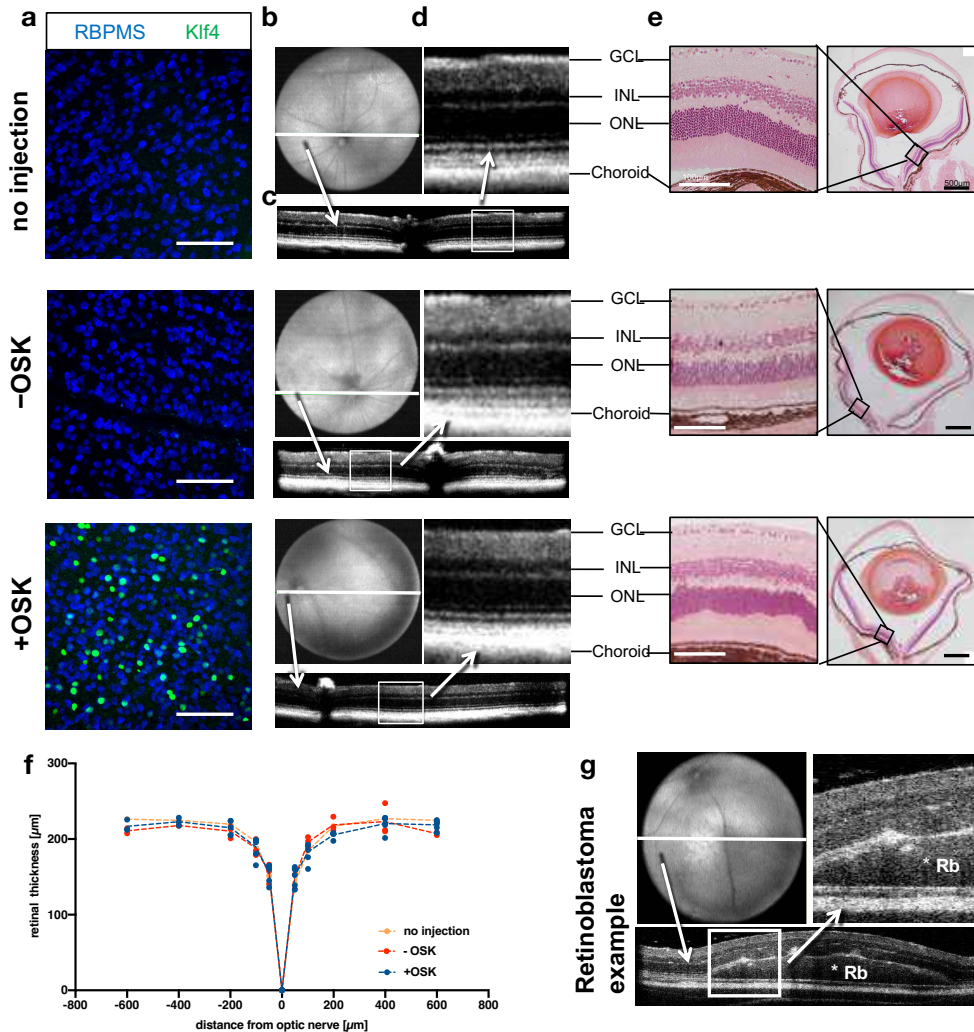 a
b
d
e
RBPMS Klf4
no injection
GCL
INL
ONL
Choroid
100um
500um
c
–OSK
GCL
INL
ONL
Choroid
+OSK
GCL
INL
ONL
Choroid
f
300
200
100
0
-800 -600 -400 -200 0 200 400 600 800
retinal thickness [µm]
distance from optic nerve [µm]
no injection
- OSK
+OSK
g
Retinoblastoma
example
* Rb
* Rb